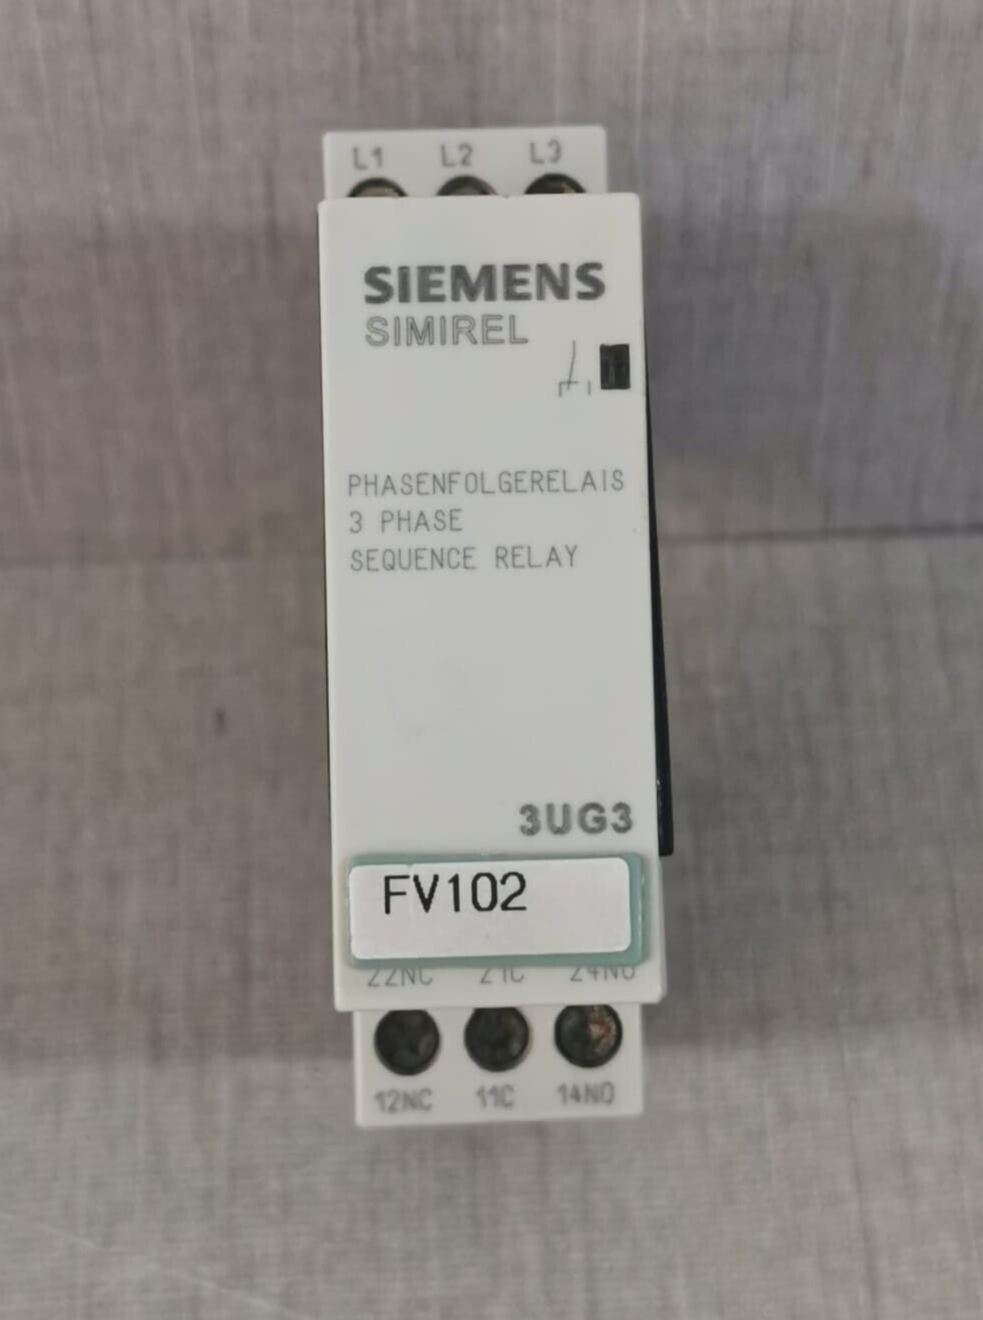 L1 L2 L3
SIEMENS
SIMIREL
PHASENFOLGERELAIS
3 PHASE
SEQUENCE RELAY
3UG3
FV102
22NC 21C 24NO
12NC 11C 14NO